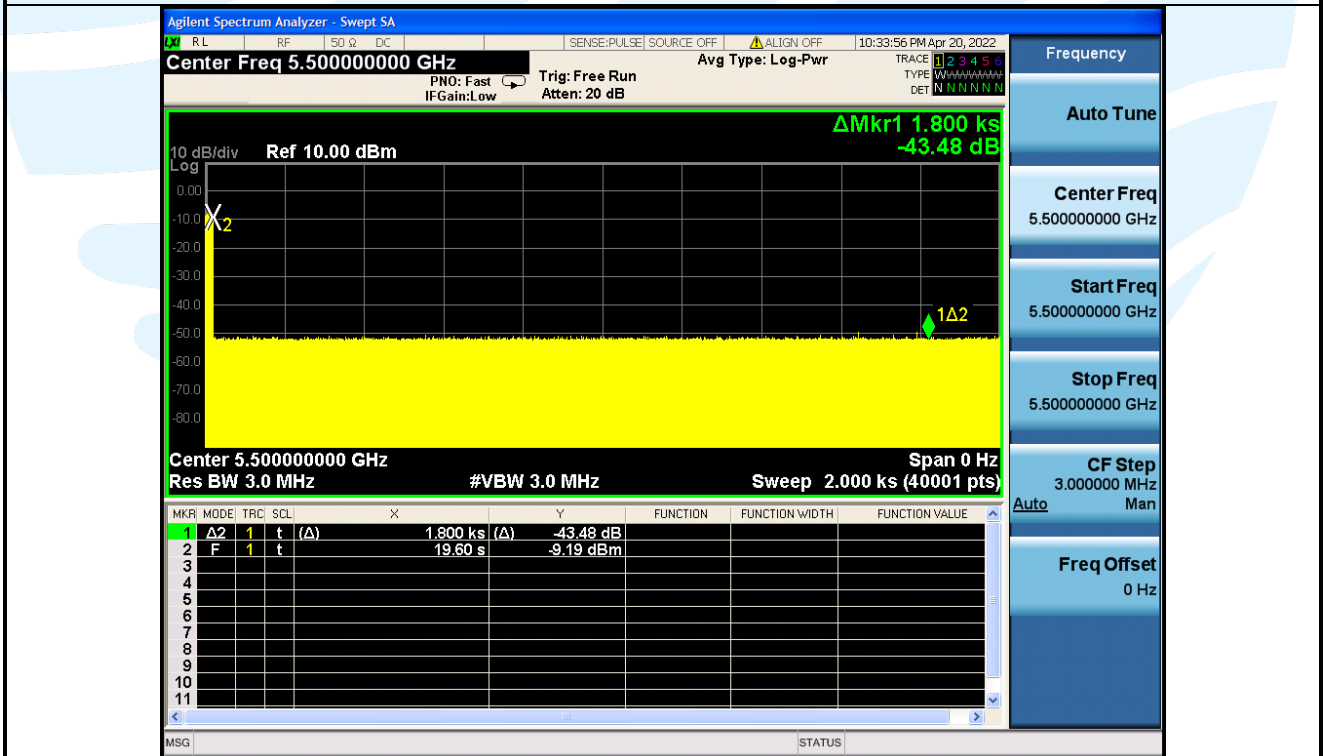 Agilent Spectrum Analyzer - Swept SA
LXI RL RF 50 Ω DC SENSE:PULSE SOURCE OFF ALIGN OFF 10:33:56 PM Apr 20, 2022
Center Freq 5.500000000 GHz
PNO: Fast
IFGain:Low
Trig: Free Run
Atten: 20 dB
Avg Type: Log-Pwr
TRACE 1 2 3 4 5 6
TYPE WWWWWW
DET N N N N N N
ΔMkr1 1.800 ks
-43.48 dB
10 dB/div Ref 10.00 dBm
Log
0.00
-10.0
-20.0
-30.0
-40.0
-50.0
-60.0
-70.0
-80.0
2
1Δ2
Center 5.500000000 GHz Span 0 Hz
Res BW 3.0 MHz #VBW 3.0 MHz Sweep 2.000 ks (40001 pts)
MKR MODE TRC SCL X Y FUNCTION FUNCTION WIDTH FUNCTION VALUE
1 Δ2 1 t (Δ) 1.800 ks (Δ) -43.48 dB
2 F 1 t 19.60 s -9.19 dBm
3
4
5
6
7
8
9
10
11
MSG STATUS
Frequency
Auto Tune
Center Freq
5.500000000 GHz
Start Freq
5.500000000 GHz
Stop Freq
5.500000000 GHz
CF Step
3.000000 MHz
Auto Man
Freq Offset
0 Hz